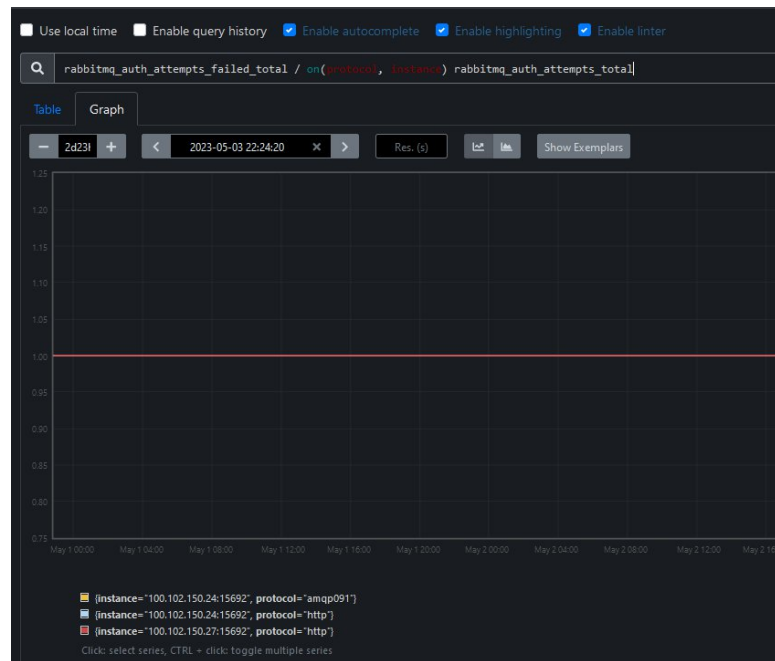 Use local time Enable query history Enable autocomplete Enable highlighting Enable linter
rabbitmq_auth_attempts_failed_total / on(protocol, instance) rabbitmq_auth_attempts_total
Table Graph
2d23h 2023-05-03 22:24:20 Res. (s) Show Exemplars
1.25
1.20
1.15
1.10
1.05
1.00
0.95
0.90
0.85
0.80
0.75
May 1 00:00 May 1 04:00 May 1 08:00 May 1 12:00 May 1 16:00 May 1 20:00 May 2 00:00 May 2 04:00 May 2 08:00 May 2 12:00 May 2 16
{instance="100.102.150.24:15692", protocol="amqp091"}
{instance="100.102.150.24:15692", protocol="http"}
{instance="100.102.150.27:15692", protocol="http"}
Click: select series, CTRL + click: toggle multiple series